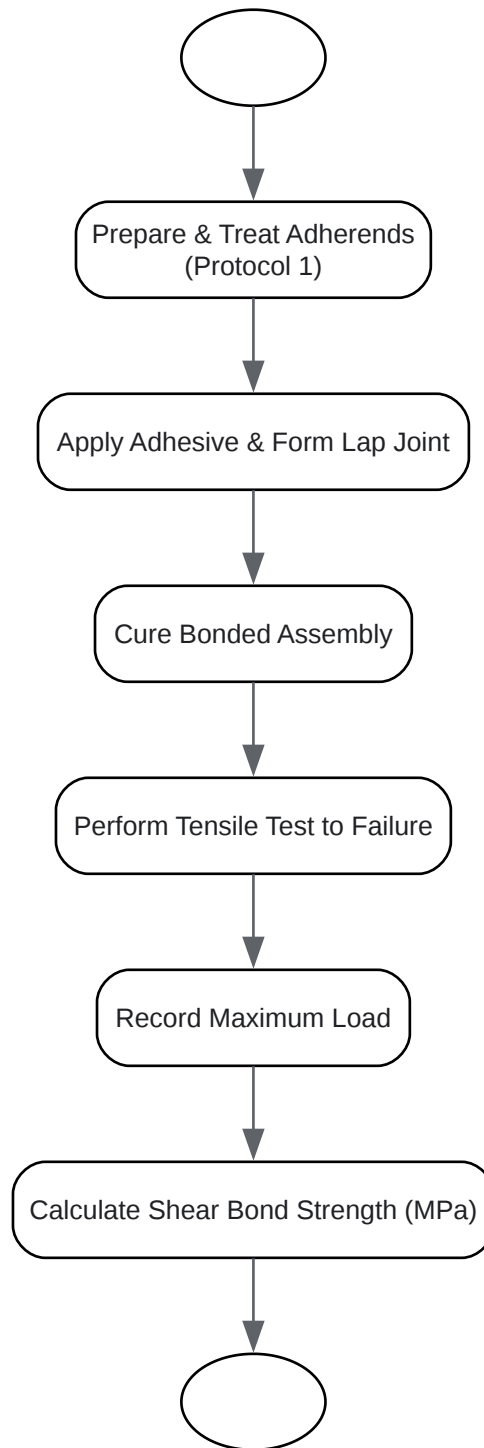 Prepare & Treat Adherends
(Protocol 1)
Apply Adhesive & Form Lap Joint
Cure Bonded Assembly
Perform Tensile Test to Failure
Record Maximum Load
Calculate Shear Bond Strength (MPa)